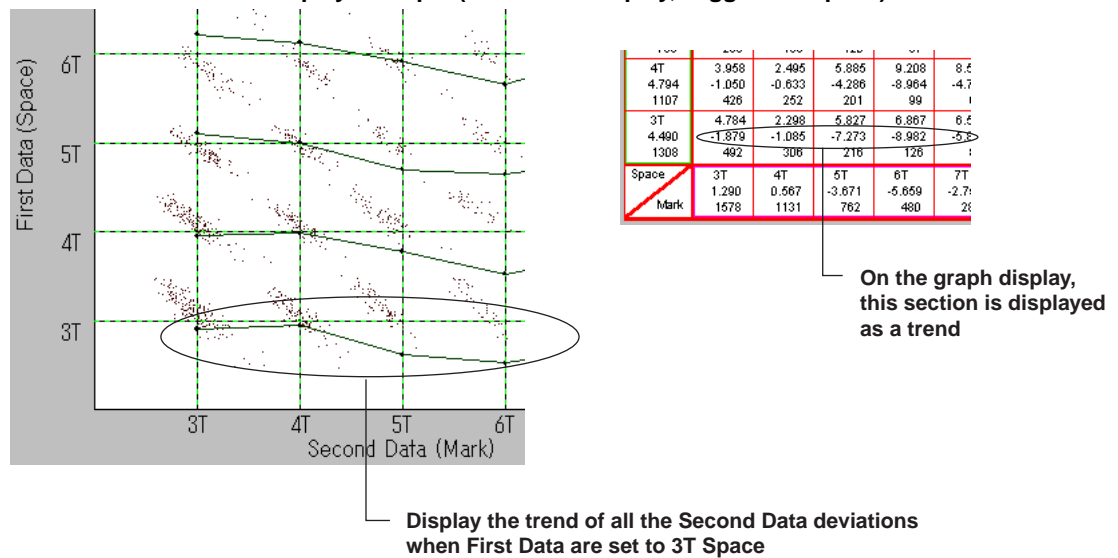 6T
5T
4T
3T
First Data (Space)
3T 4T 5T 6T
Second Data (Mark)
4T 3.958 2.495 5.885 9.208
4.794 -1.050 -0.633 -4.286 -8.964
1107 426 252 201 99
3T 4.784 2.298 5.827 6.867
4.490 -1.879 -1.085 -7.273 -8.982
1308 492 306 216 126
Space 3T 4T 5T 6T 7T
1.290 0.567 -3.671 -5.659
Mark 1578 1131 762 480
On the graph display,
this section is displayed
as a trend
Display the trend of all the Second Data deviations
when First Data are set to 3T Space